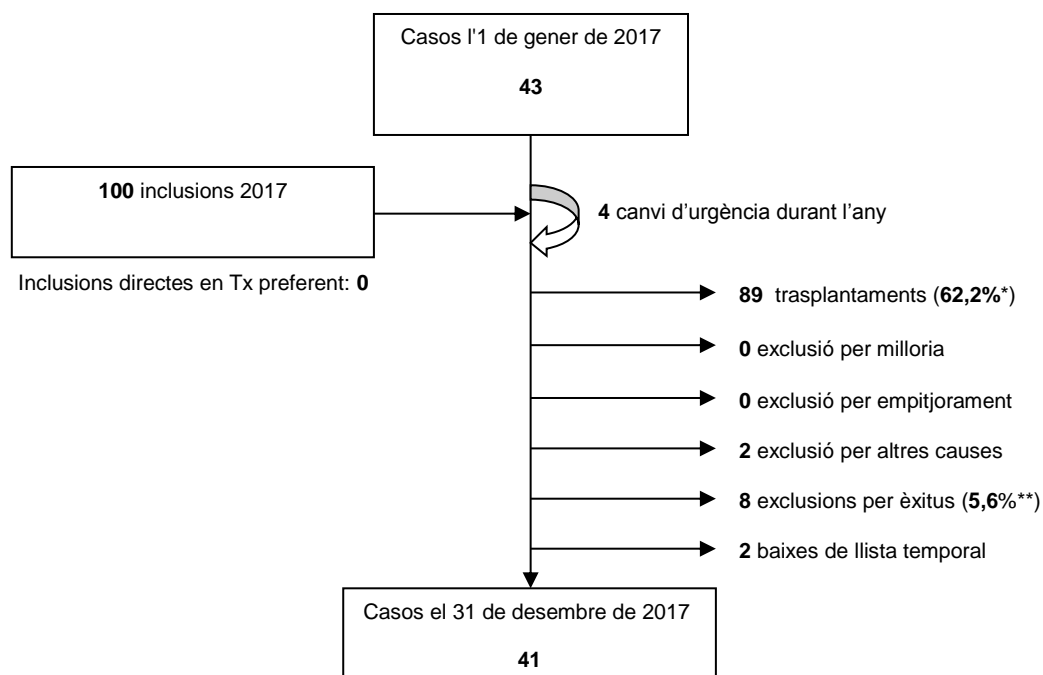 Casos l'1 de gener de 2017
43
100 inclusions 2017
4 canvi d’urgència durant l’any
Inclusions directes en Tx preferent: 0
89 trasplantaments (62,2%*)
0 exclusió per milloria
0 exclusió per empitjorament
2 exclusió per altres causes
8 exclusions per èxitus (5,6%**)
2 baixes de llista temporal
Casos el 31 de desembre de 2017
41